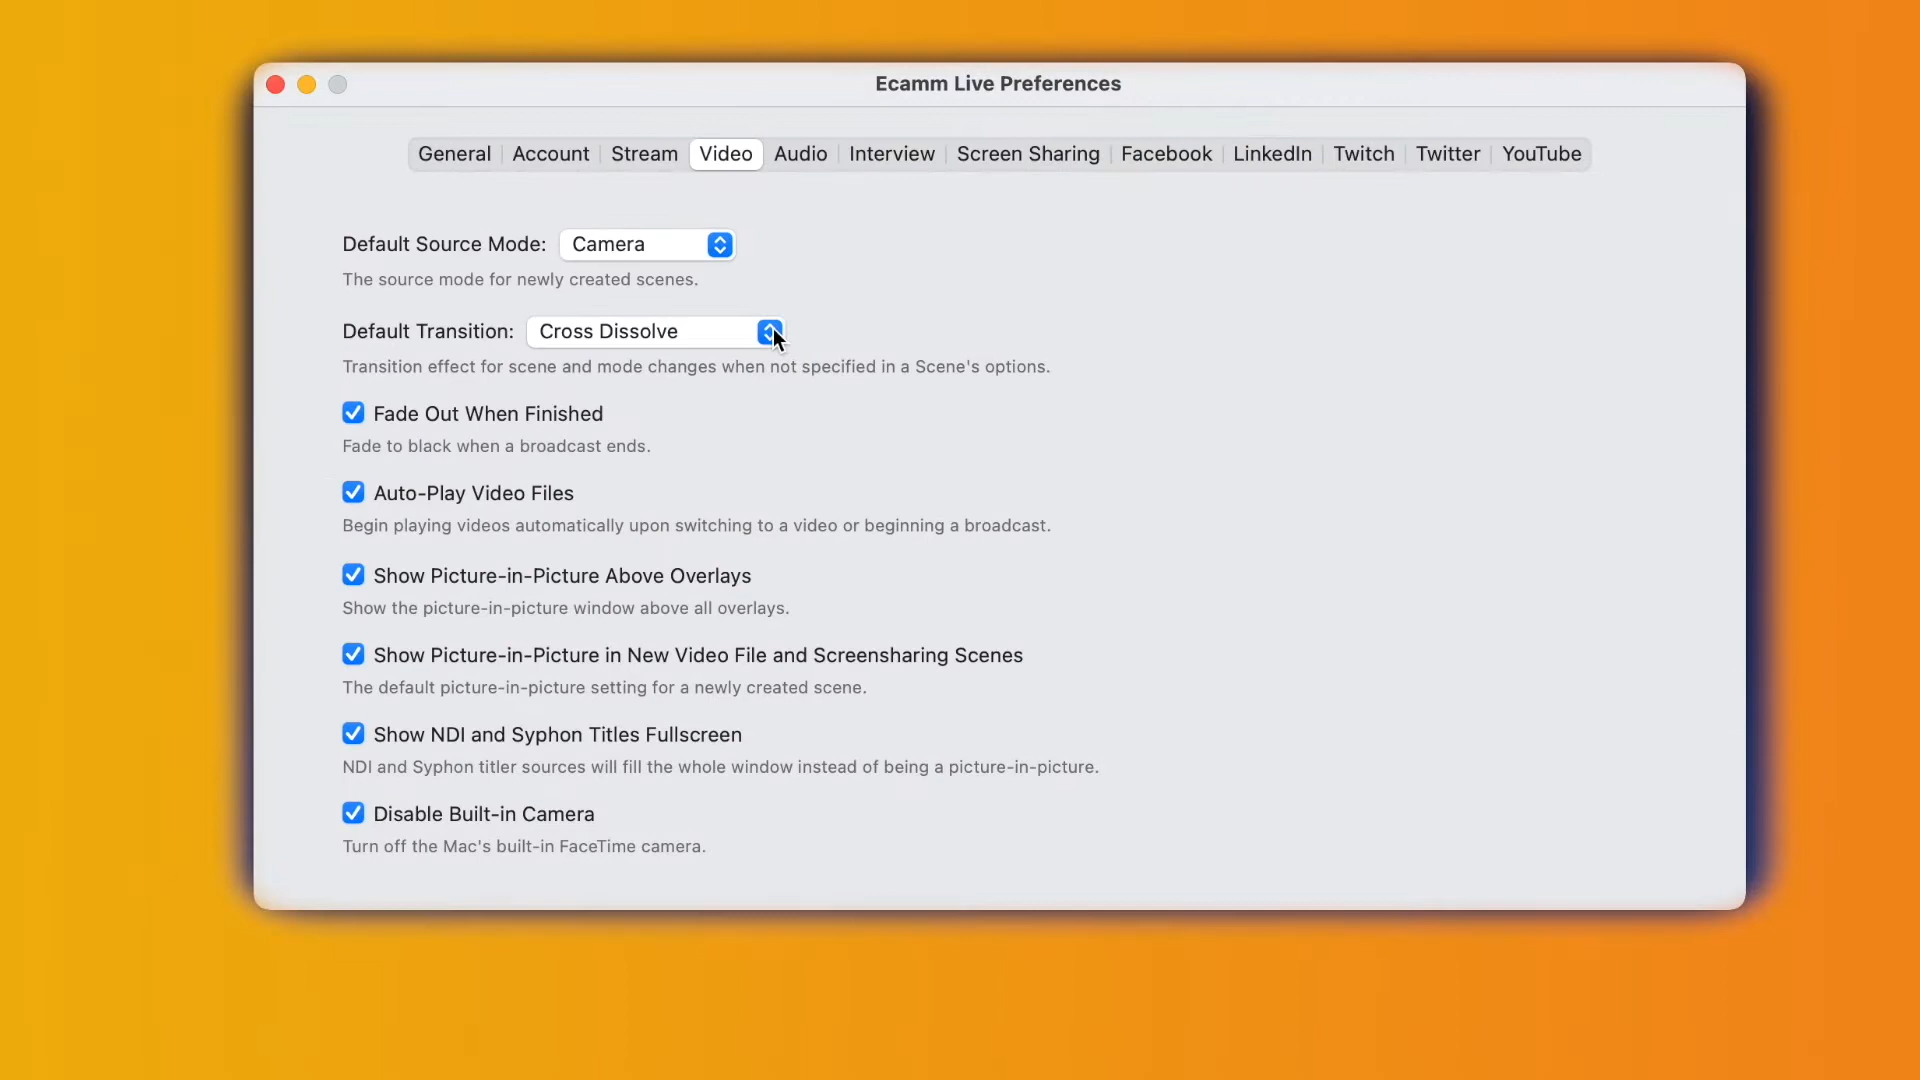 Ecamm Live Preferences
General Account Stream Video Audio Interview Screen Sharing Facebook LinkedIn Twitch Twitter YouTube
Default Source Mode: Camera
The source mode for newly created scenes.
Default Transition: Cross Dissolve
Transition effect for scene and mode changes when not specified in a Scene's options.
Fade Out When Finished
Fade to black when a broadcast ends.
Auto-Play Video Files
Begin playing videos automatically upon switching to a video or beginning a broadcast.
Show Picture-in-Picture Above Overlays
Show the picture-in-picture window above all overlays.
Show Picture-in-Picture in New Video File and Screensharing Scenes
The default picture-in-picture setting for a newly created scene.
Show NDI and Syphon Titles Fullscreen
NDI and Syphon titler sources will fill the whole window instead of being a picture-in-picture.
Disable Built-in Camera
Turn off the Mac's built-in FaceTime camera.